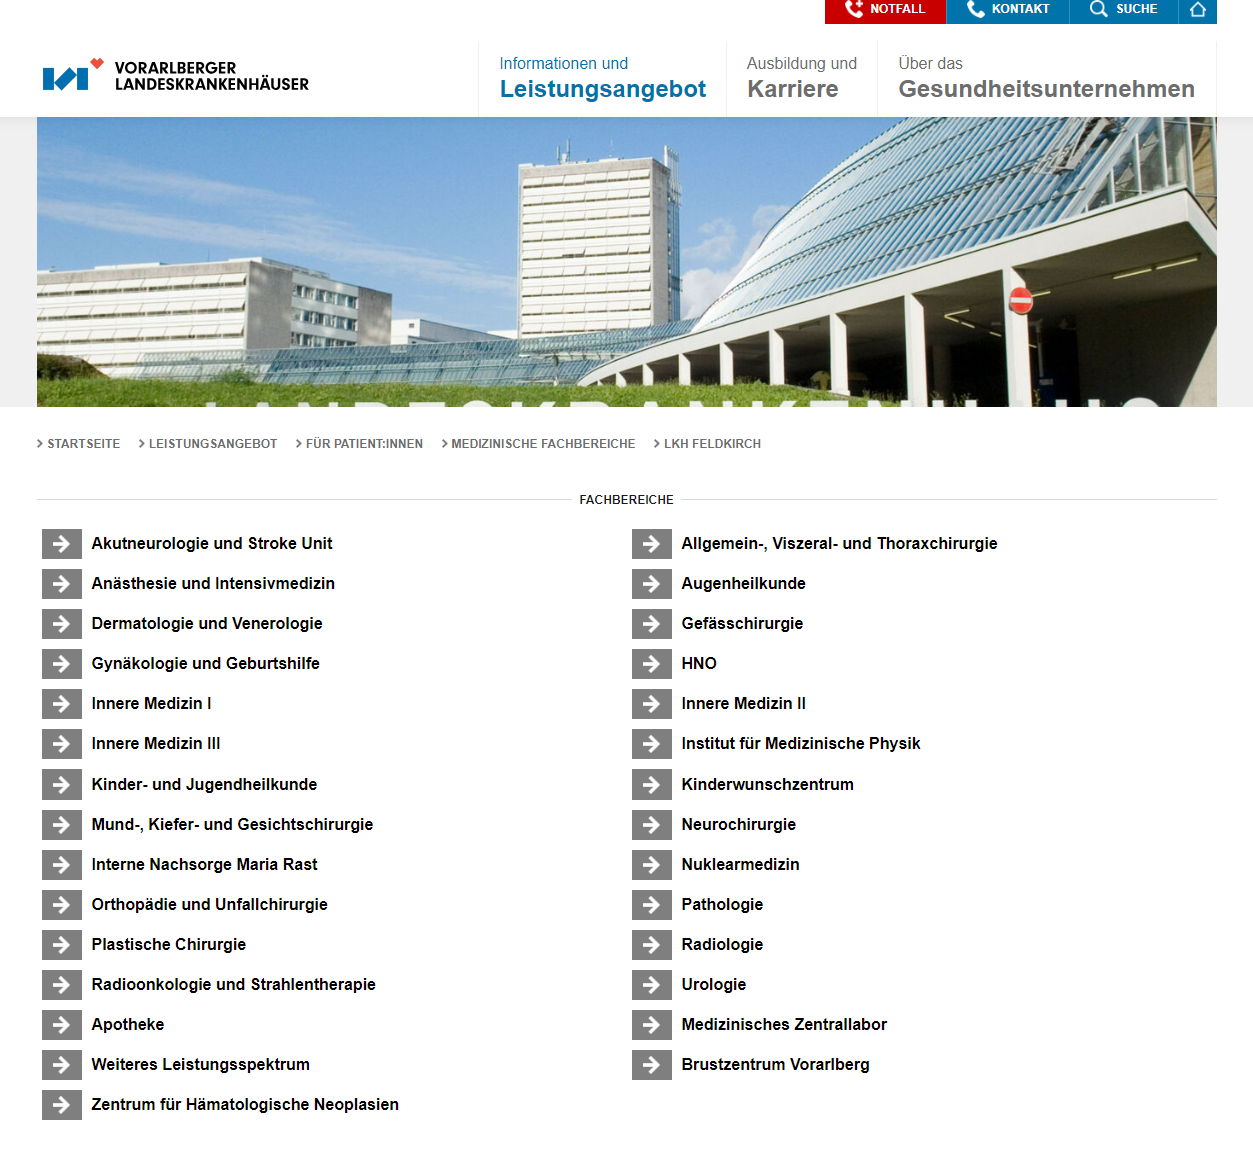 NOTFALL
KONTAKT
SUCHE
VORARLBERGER
LANDESKRANKENHÄUSER
Informationen und
Leistungsangebot
Ausbildung und
Karriere
Über das
Gesundheitsunternehmen
STARTSEITE
LEISTUNGSANGEBOT
FÜR PATIENT:INNEN
MEDIZINISCHE FACHBEREICHE
LKH FELDKIRCH
FACHBEREICHE
Akutneurologie und Stroke Unit
Allgemein-, Viszeral- und Thoraxchirurgie
Anästhesie und Intensivmedizin
Augenheilkunde
Dermatologie und Venerologie
Gefässchirurgie
Gynäkologie und Geburtshilfe
HNO
Innere Medizin I
Innere Medizin II
Innere Medizin III
Institut für Medizinische Physik
Kinder- und Jugendheilkunde
Kinderwunschzentrum
Mund-, Kiefer- und Gesichtschirurgie
Neurochirurgie
Interne Nachsorge Maria Rast
Nuklearmedizin
Orthopädie und Unfallchirurgie
Pathologie
Plastische Chirurgie
Radiologie
Radioonkologie und Strahlentherapie
Urologie
Apotheke
Medizinisches Zentrallabor
Weiteres Leistungsspektrum
Brustzentrum Vorarlberg
Zentrum für Hämatologische Neoplasien